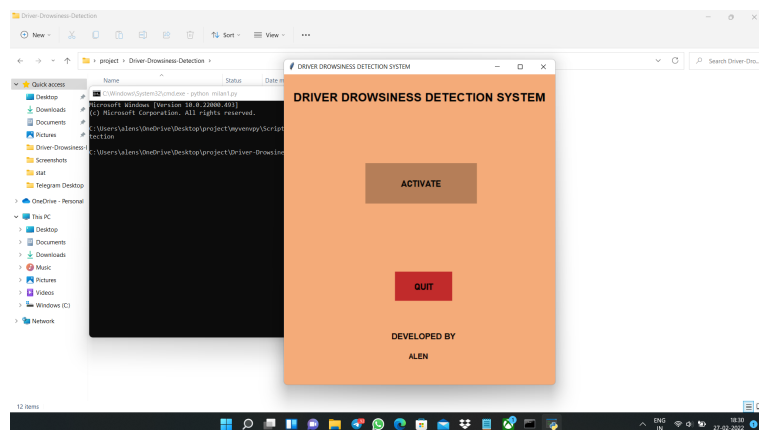 Driver-Drowsiness-Detection
New
Sort
View
project > Driver-Drowsiness-Detection >
Search Driver-Dro...
Quick access
Desktop
Downloads
Documents
Pictures
Driver-Drowsiness-
Screenshots
stat
Telegram Desktop
OneDrive - Personal
This PC
Desktop
Documents
Downloads
Music
Pictures
Videos
Windows (C:)
Network
Name
Status
Date m
C:\Windows\System32\cmd.exe - python milan1.py
Microsoft Windows [Version 10.0.22000.493]
(c) Microsoft Corporation. All rights reserved.
C:\Users\alens\OneDrive\Desktop\project\myvenvpy\Script
tection
C:\Users\alens\OneDrive\Desktop\project\Driver-Drowsine
DRIVER DROWSINESS DETECTION SYSTEM
DRIVER DROWSINESS DETECTION SYSTEM
ACTIVATE
QUIT
DEVELOPED BY
ALEN
12 items
ENG
IN
18:30
27-02-2022